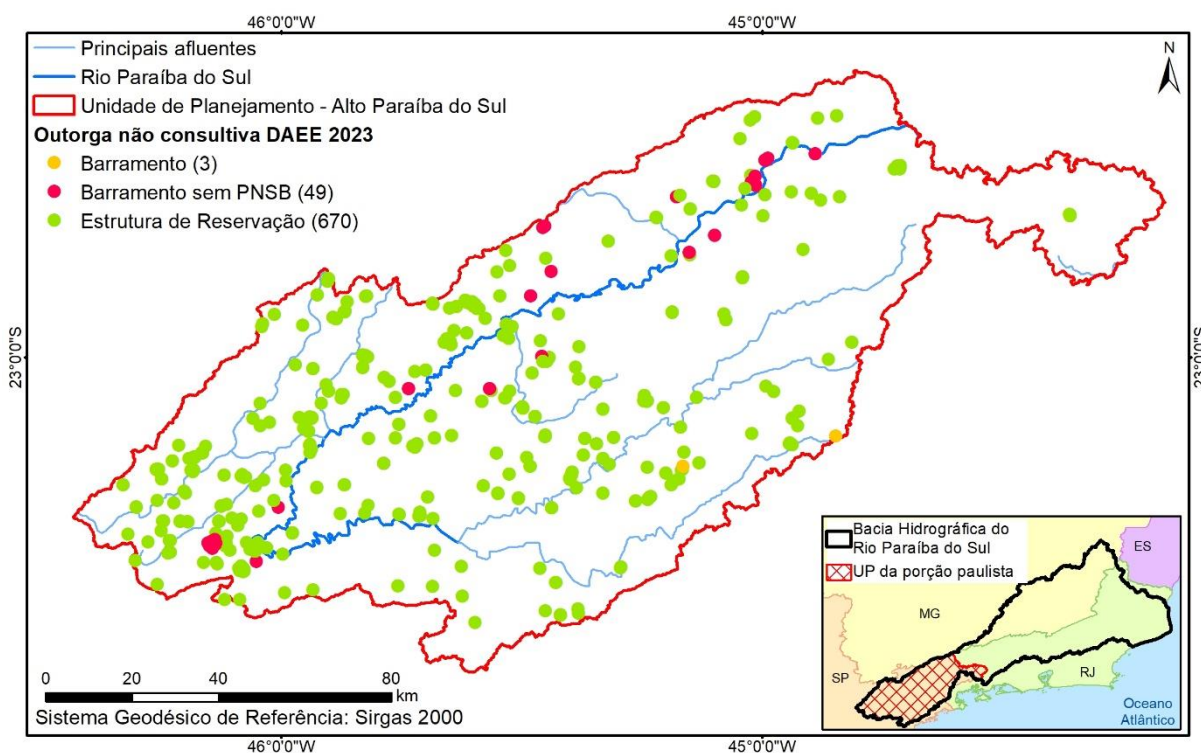 46°0'0"W 45°0'0"W
Principais afluentes
Rio Paraíba do Sul
Unidade de Planejamento - Alto Paraíba do Sul
Outorga não consultiva DAEE 2023
Barramento (3)
Barramento sem PNSB (49)
Estrutura de Reservação (670)
N
23°0'0"S 23°0'0"S
0 20 40 80
km
Sistema Geodésico de Referência: Sirgas 2000
Bacia Hidrográfica do
Rio Paraíba do Sul
UP da porção paulista
ES
MG
SP
RJ
Oceano
Atlântico
46°0'0"W 45°0'0"W